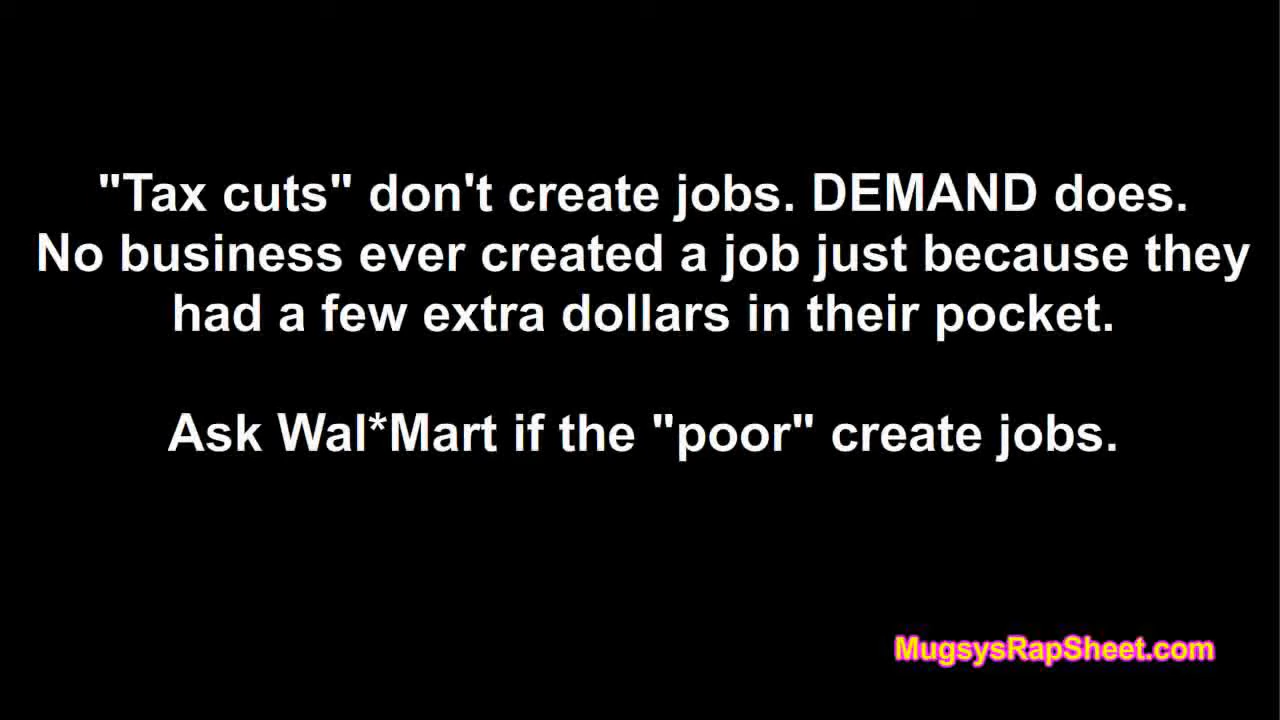 "Tax cuts" don't create jobs. DEMAND does.
No business ever created a job just because they
had a few extra dollars in their pocket.
Ask Wal*Mart if the "poor" create jobs.
MugsysRapSheet.com